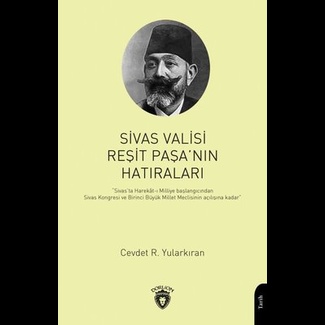 SİVAS VALİSİ
REŞİT PAŞA'NIN
HATIRALARI
"Sivas'ta Harekât-ı Milliye başlangıcından
Sivas Kongresi ve Birinci Büyük Millet Meclisinin açılışına kadar"
Cevdet R. Yularkıran
DORLION
Tarih